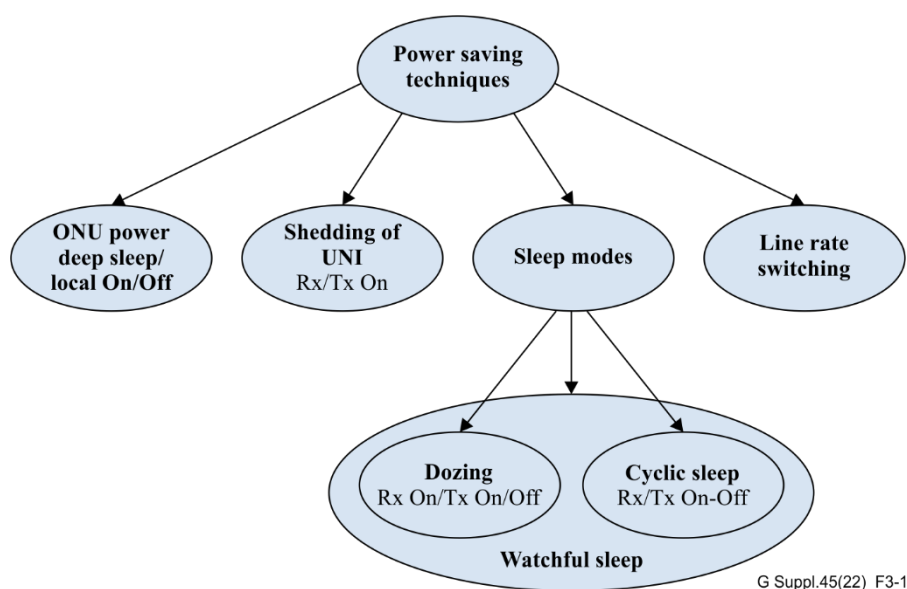 Power saving
techniques
ONU power
deep sleep/
local On/Off
Shedding of
UNI
Rx/Tx On
Sleep modes
Line rate
switching
Dozing
Rx On/Tx On/Off
Cyclic sleep
Rx/Tx On-Off
Watchful sleep
G Suppl.45(22) F3-1